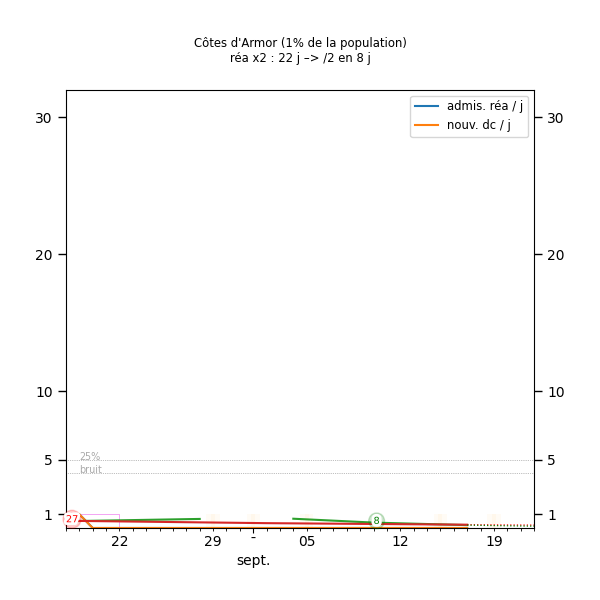 Côtes d'Armor (1% de la population)
réa x2 : 22 j –> /2 en 8 j
admis. réa / j
nouv. dc / j
30 30
20 20
10 10
25%
5 5
bruit
1 1
27 8
22 29 - 05 12 19
sept.